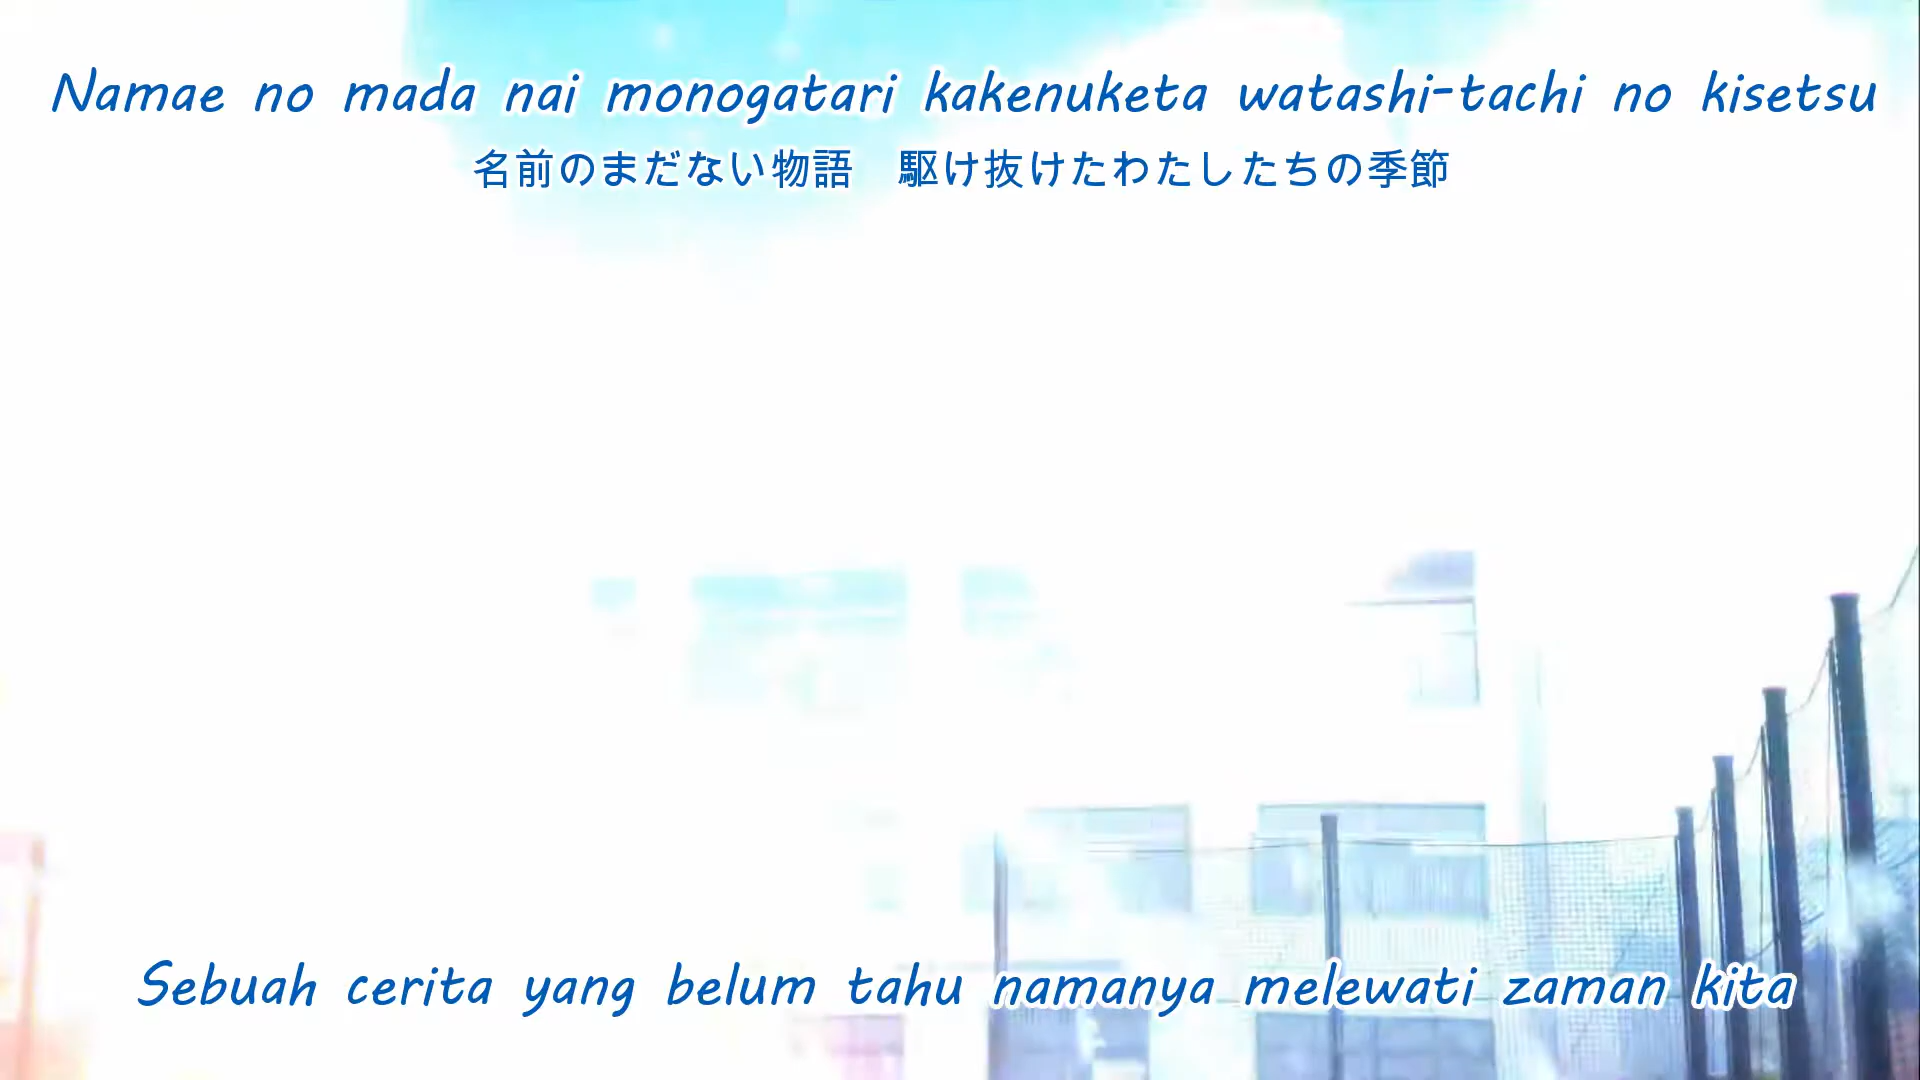 Namae no mada nai monogatari kakenuketa watashi-tachi no kisetsu
名前のまだない物語　駆け抜けたわたしたちの季節
Sebuah cerita yang belum tahu namanya melewati zaman kita